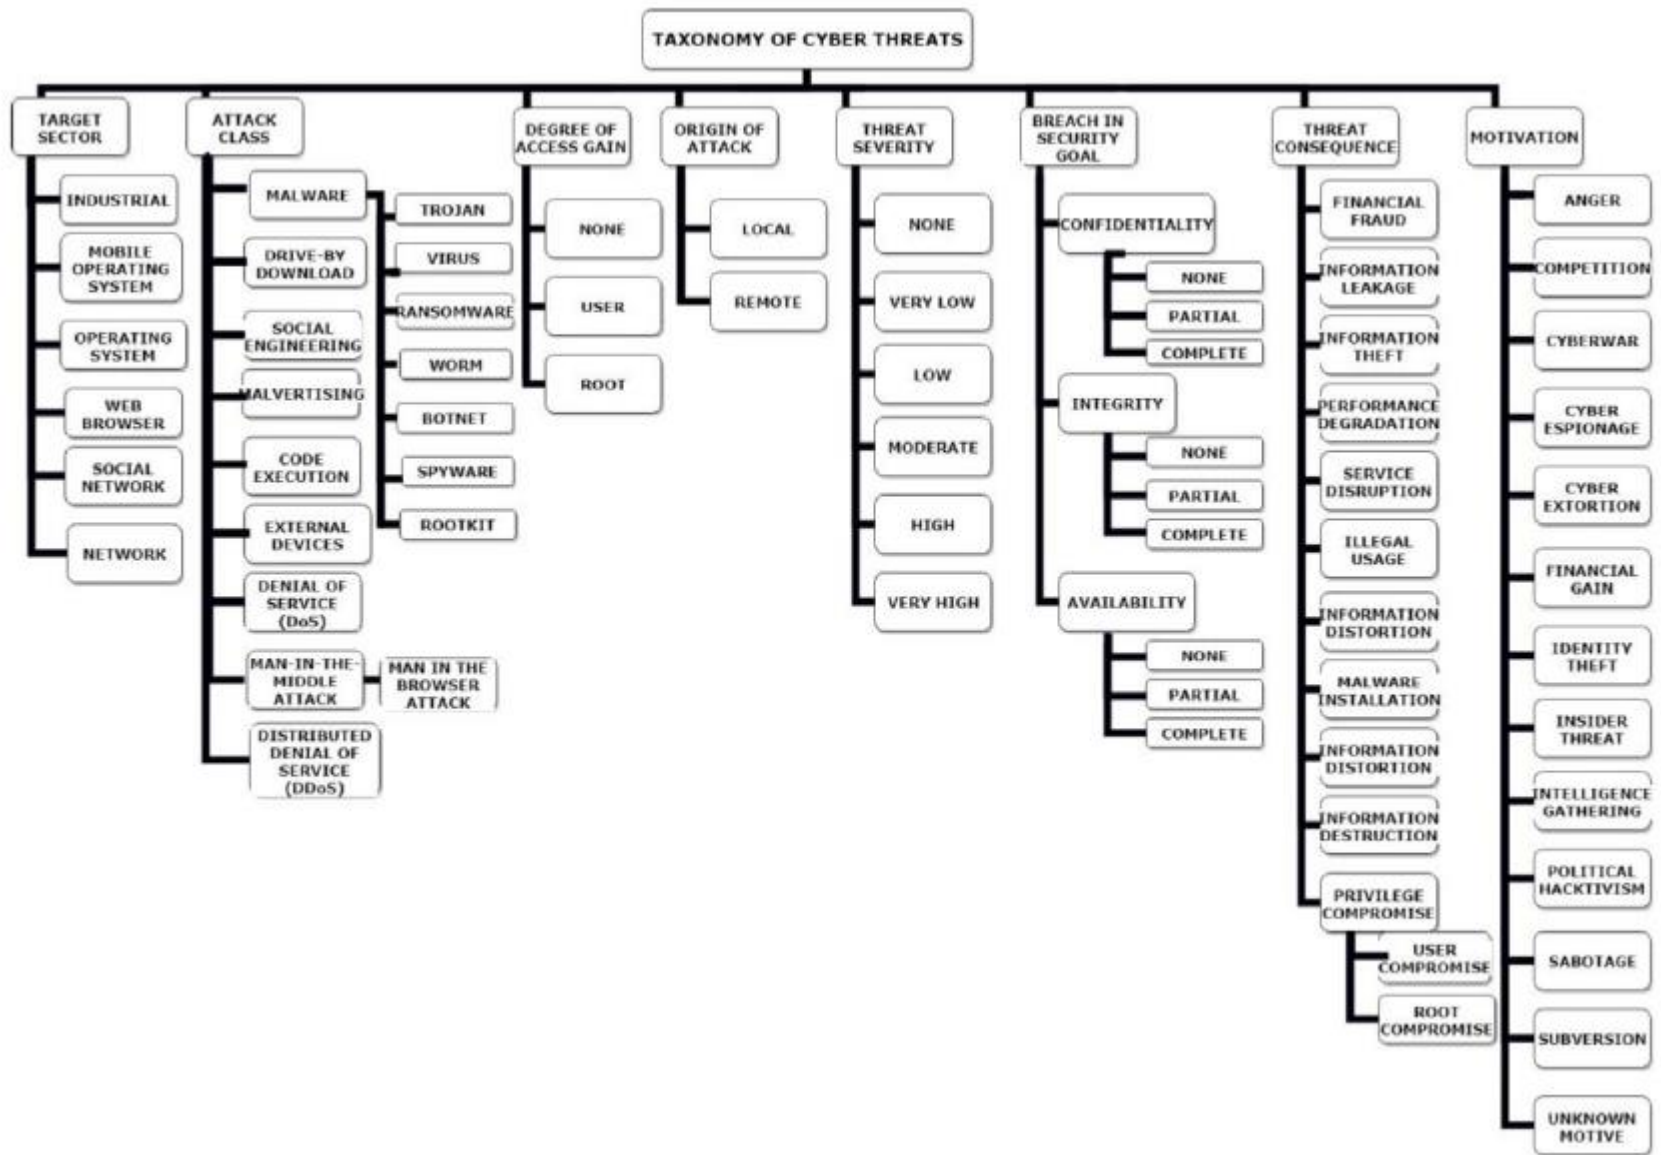 TAXONOMY OF CYBER THREATS
TARGET
SECTOR
INDUSTRIAL
MOBILE
OPERATING
SYSTEM
OPERATING
SYSTEM
WEB
BROWSER
SOCIAL
NETWORK
NETWORK
ATTACK
CLASS
MALWARE
TROJAN
VIRUS
RANSOMWARE
WORM
BOTNET
SPYWARE
ROOTKIT
DRIVE-BY
DOWNLOAD
SOCIAL
ENGINEERING
MALVERTISING
CODE
EXECUTION
EXTERNAL
DEVICES
DENIAL OF
SERVICE
(DoS)
MAN-IN-THE-
MIDDLE
ATTACK
MAN IN THE
BROWSER
ATTACK
DISTRIBUTED
DENIAL OF
SERVICE
(DDoS)
DEGREE OF
ACCESS GAIN
NONE
USER
ROOT
ORIGIN OF
ATTACK
LOCAL
REMOTE
THREAT
SEVERITY
NONE
VERY LOW
LOW
MODERATE
HIGH
VERY HIGH
BREACH IN
SECURITY
GOAL
CONFIDENTIALITY
NONE
PARTIAL
COMPLETE
INTEGRITY
NONE
PARTIAL
COMPLETE
AVAILABILITY
NONE
PARTIAL
COMPLETE
THREAT
CONSEQUENCE
FINANCIAL
FRAUD
INFORMATION
LEAKAGE
INFORMATION
THEFT
PERFORMANCE
DEGRADATION
SERVICE
DISRUPTION
ILLEGAL
USAGE
INFORMATION
DISTORTION
MALWARE
INSTALLATION
INFORMATION
DISTORTION
INFORMATION
DESTRUCTION
PRIVILEGE
COMPROMISE
USER
COMPROMISE
ROOT
COMPROMISE
MOTIVATION
ANGER
COMPETITION
CYBERWAR
CYBER
ESPIONAGE
CYBER
EXTORTION
FINANCIAL
GAIN
IDENTITY
THEFT
INSIDER
THREAT
INTELLIGENCE
GATHERING
POLITICAL
HACKTIVISM
SABOTAGE
SUBVERSION
UNKNOWN
MOTIVE